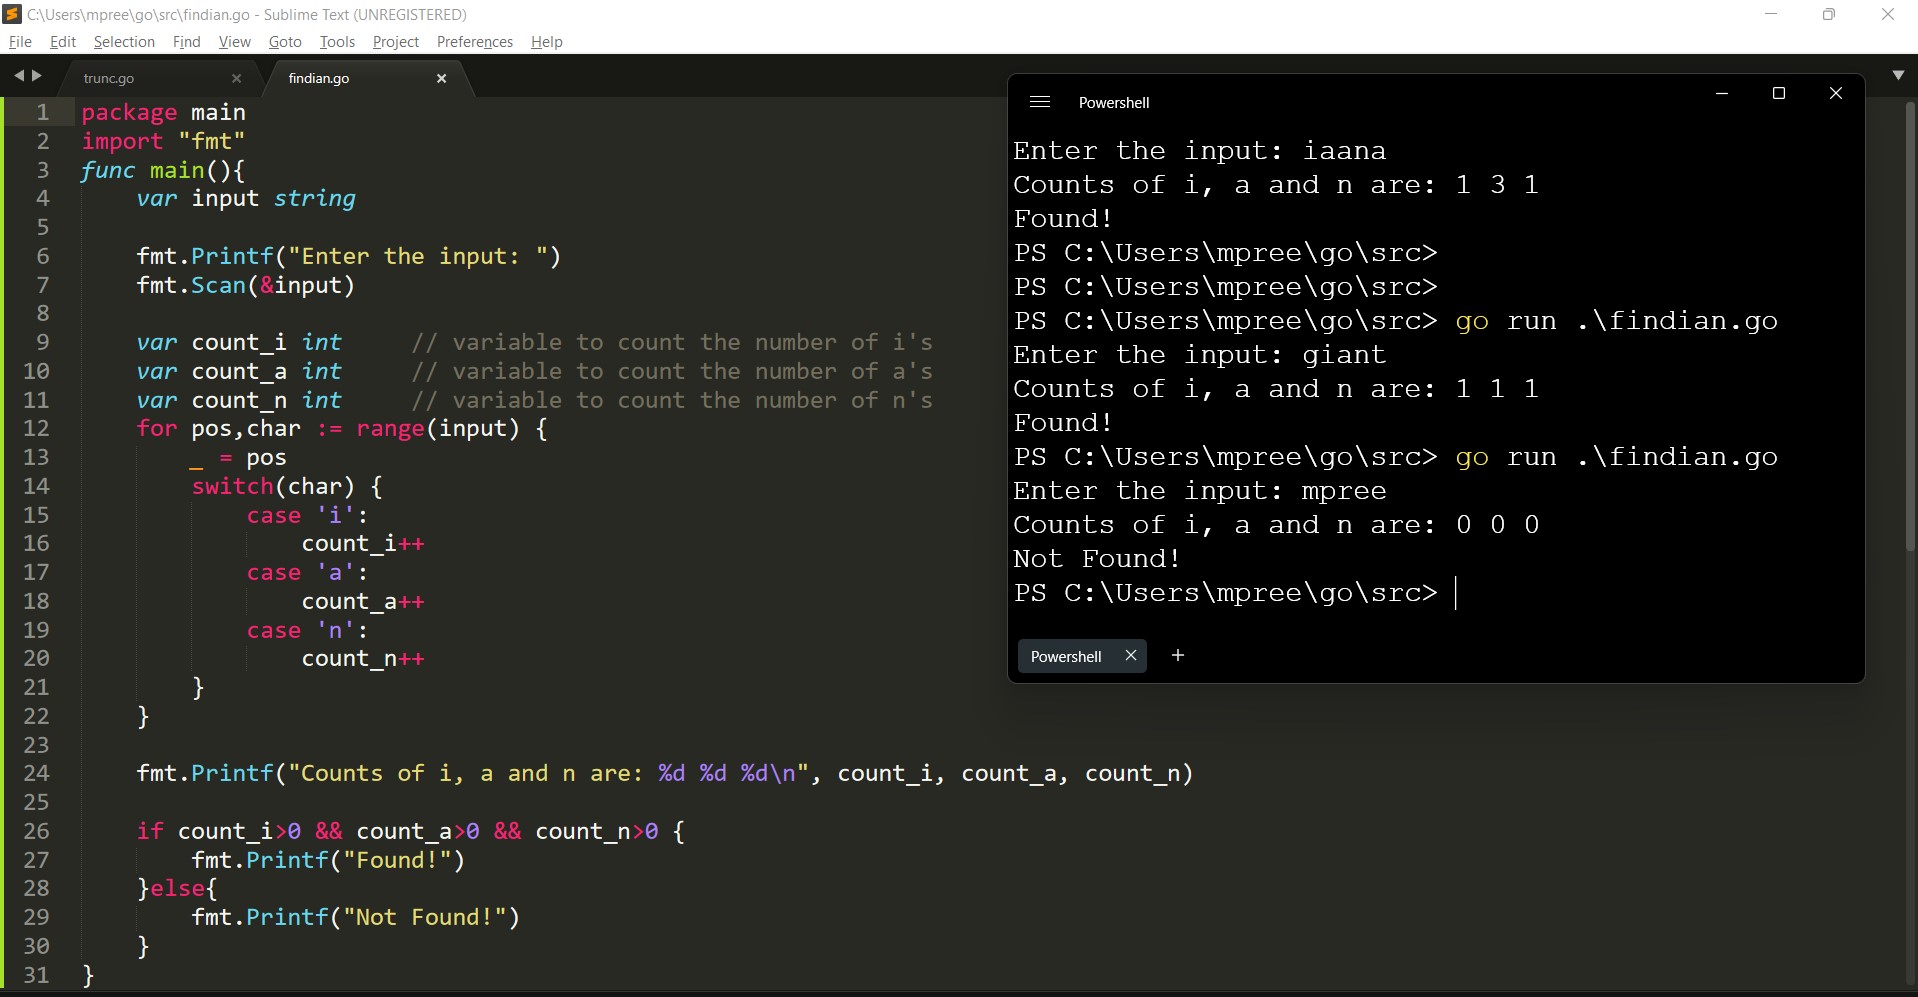 C:\Users\mpree\go\src\findian.go - Sublime Text (UNREGISTERED)
File Edit Selection Find View Goto Tools Project Preferences Help
trunc.go
findian.go
1 package main
2 import "fmt"
3 func main(){
4     var input string
5
6     fmt.Printf("Enter the input: ")
7     fmt.Scan(&input)
8
9     var count_i int     // variable to count the number of i's
10     var count_a int     // variable to count the number of a's
11     var count_n int     // variable to count the number of n's
12     for pos,char := range(input) {
13         _ = pos
14         switch(char) {
15             case 'i':
16                 count_i++
17             case 'a':
18                 count_a++
19             case 'n':
20                 count_n++
21         }
22     }
23
24     fmt.Printf("Counts of i, a and n are: %d %d %d\n", count_i, count_a, count_n)
25
26     if count_i>0 && count_a>0 && count_n>0 {
27         fmt.Printf("Found!")
28     }else{
29         fmt.Printf("Not Found!")
30     }
31 }
Powershell
Enter the input: iaana
Counts of i, a and n are: 1 3 1
Found!
PS C:\Users\mpree\go\src>
PS C:\Users\mpree\go\src>
PS C:\Users\mpree\go\src> go run .\findian.go
Enter the input: giant
Counts of i, a and n are: 1 1 1
Found!
PS C:\Users\mpree\go\src> go run .\findian.go
Enter the input: mpree
Counts of i, a and n are: 0 0 0
Not Found!
PS C:\Users\mpree\go\src>
Powershell